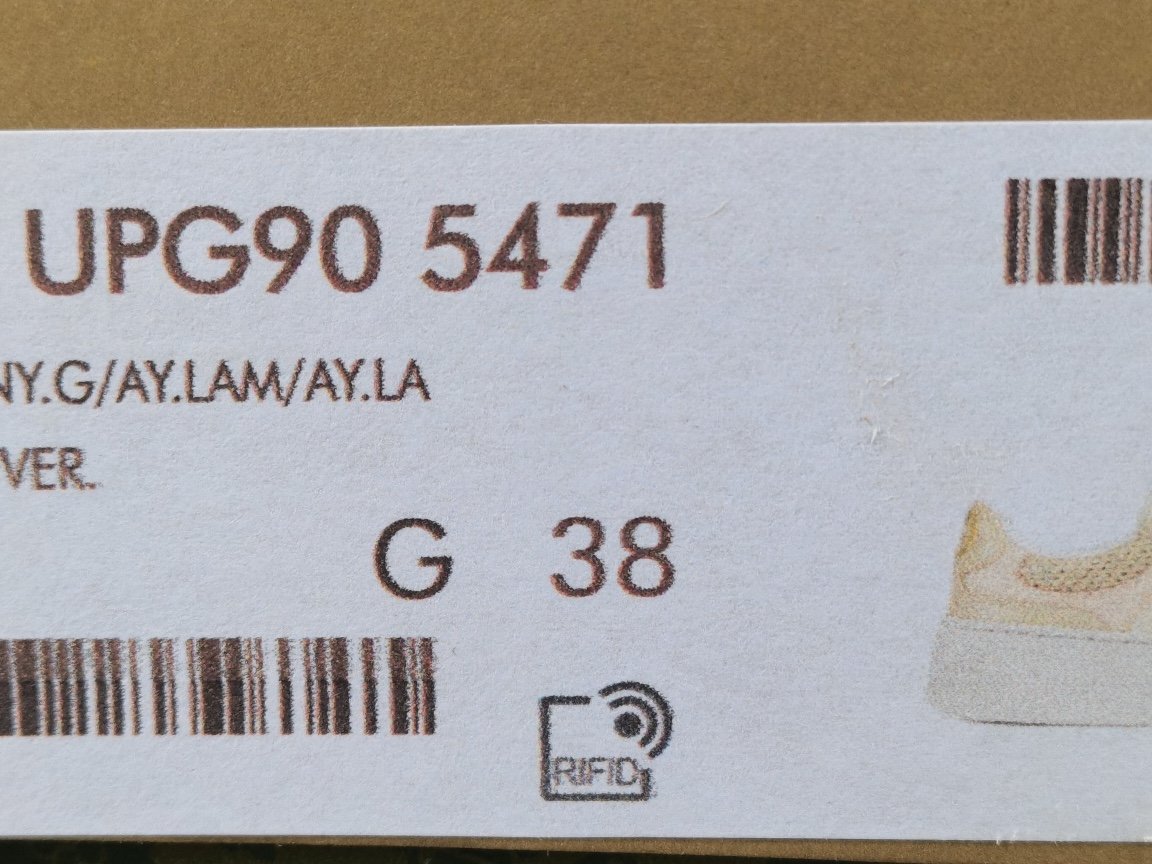 UPG90 5471
NY.G/AY.LAM/AY.LA
VER.
G 38
RIFID